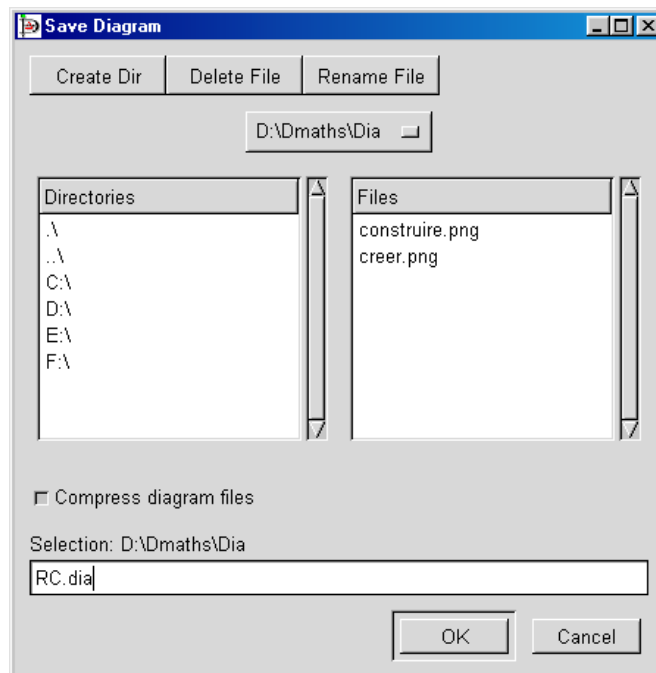 Save Diagram
Create Dir Delete File Rename File
D:\Dmaths\Dia
Directories
.\
..\
C:\
D:\
E:\
F:\
Files
construire.png
creer.png
Compress diagram files
Selection: D:\Dmaths\Dia
RC.dia
OK Cancel